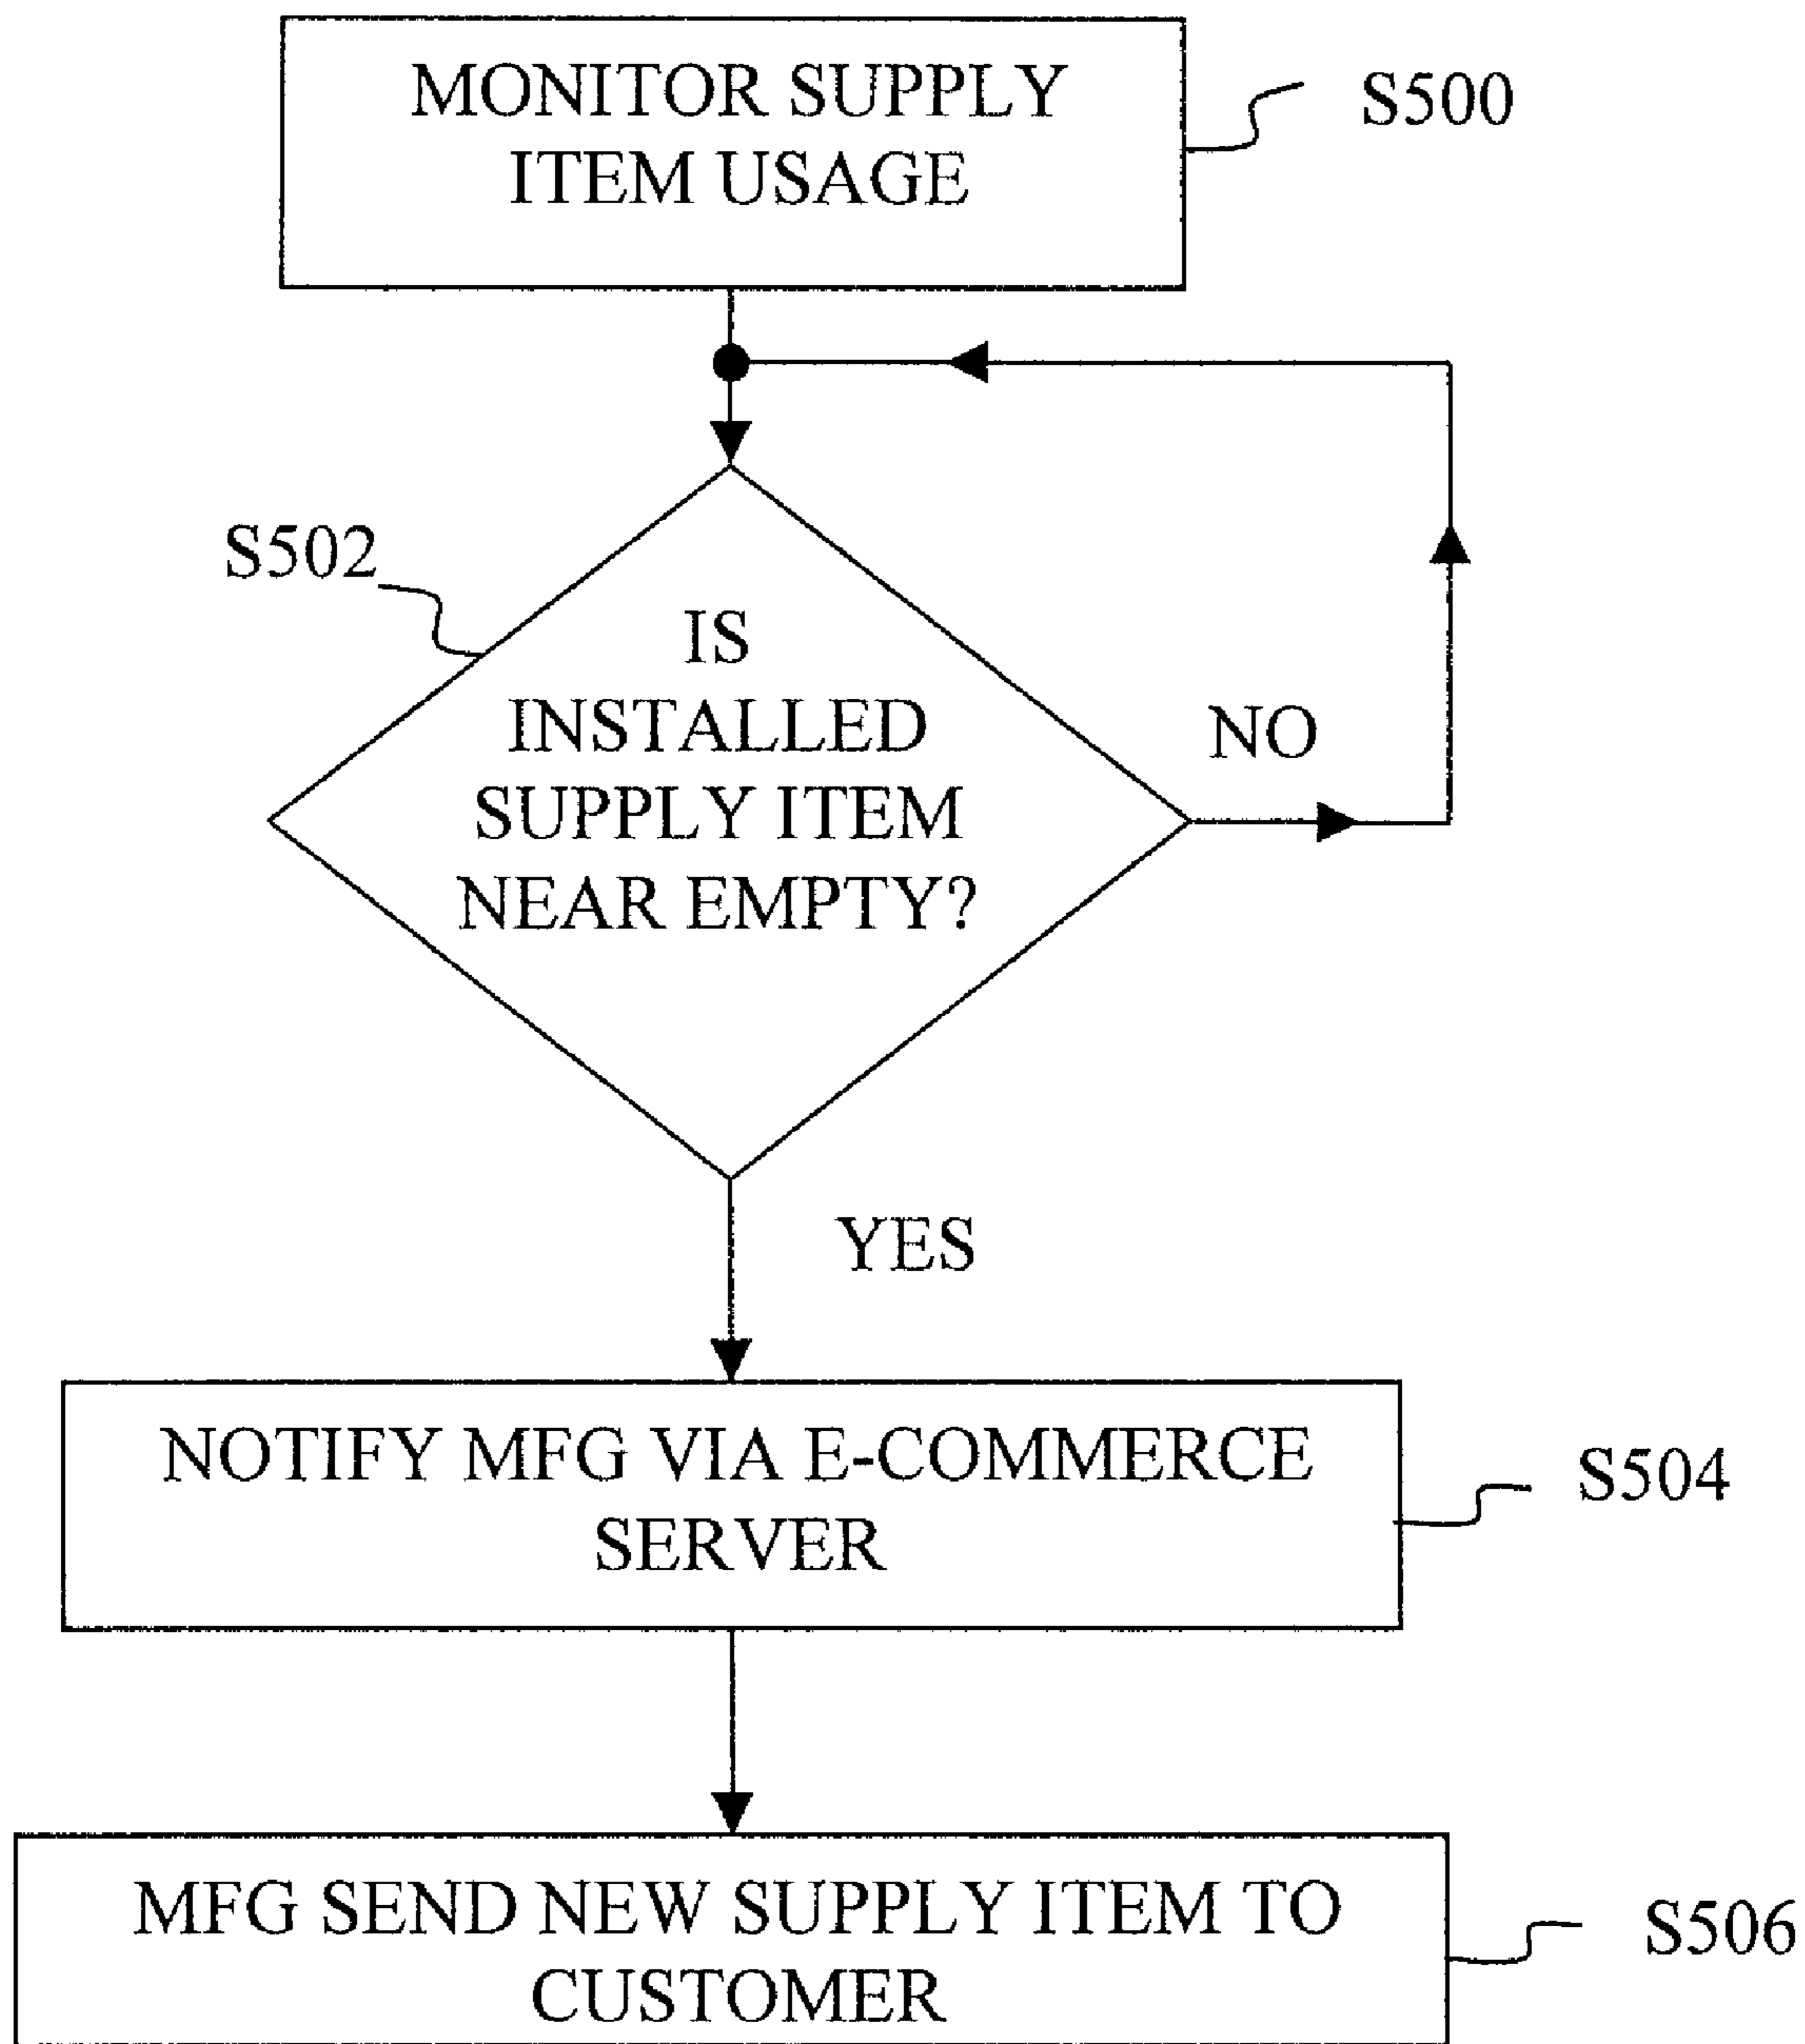 MONITOR SUPPLY
ITEM USAGE
S500
S502
IS
INSTALLED
SUPPLY ITEM
NEAR EMPTY?
NO
YES
NOTIFY MFG VIA E-COMMERCE
SERVER
S504
MFG SEND NEW SUPPLY ITEM TO
CUSTOMER
S506